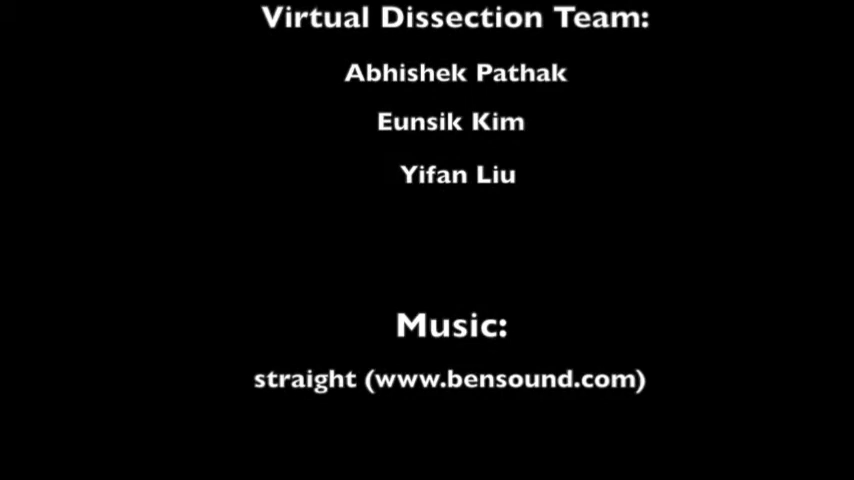 Virtual Dissection Team:
Abhishek Pathak
Eunsik Kim
Yifan Liu
Music:
straight (www.bensound.com)